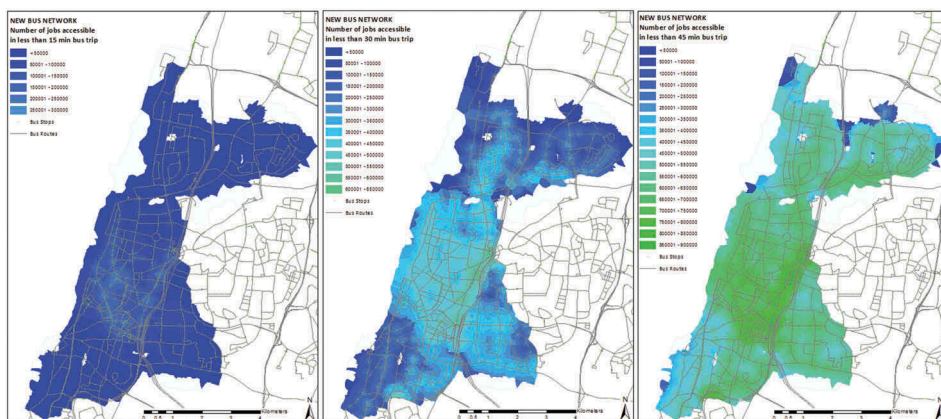 NEW BUS NETWORK
Number of jobs accessible
in less than 15 min bus trip
<50000
50001 - 100000
100001 - 150000
150001 - 200000
200001 - 250000
250001 - 300000
Bus Stops
Bus Routes
Kilometers
N
NEW BUS NETWORK
Number of jobs accessible
in less than 30 min bus trip
<50000
50001 - 100000
100001 - 150000
150001 - 200000
200001 - 250000
250001 - 300000
300001 - 350000
350001 - 400000
400001 - 450000
450001 - 500000
500001 - 550000
550001 - 600000
600001 - 650000
Bus Stops
Bus Routes
Kilometers
N
NEW BUS NETWORK
Number of jobs accessible
in less than 45 min bus trip
<50000
50001 - 100000
100001 - 150000
150001 - 200000
200001 - 250000
250001 - 300000
300001 - 350000
350001 - 400000
400001 - 450000
450001 - 500000
500001 - 550000
550001 - 600000
600001 - 650000
650001 - 700000
700001 - 750000
Bus Stops
Bus Routes
Kilometers
N